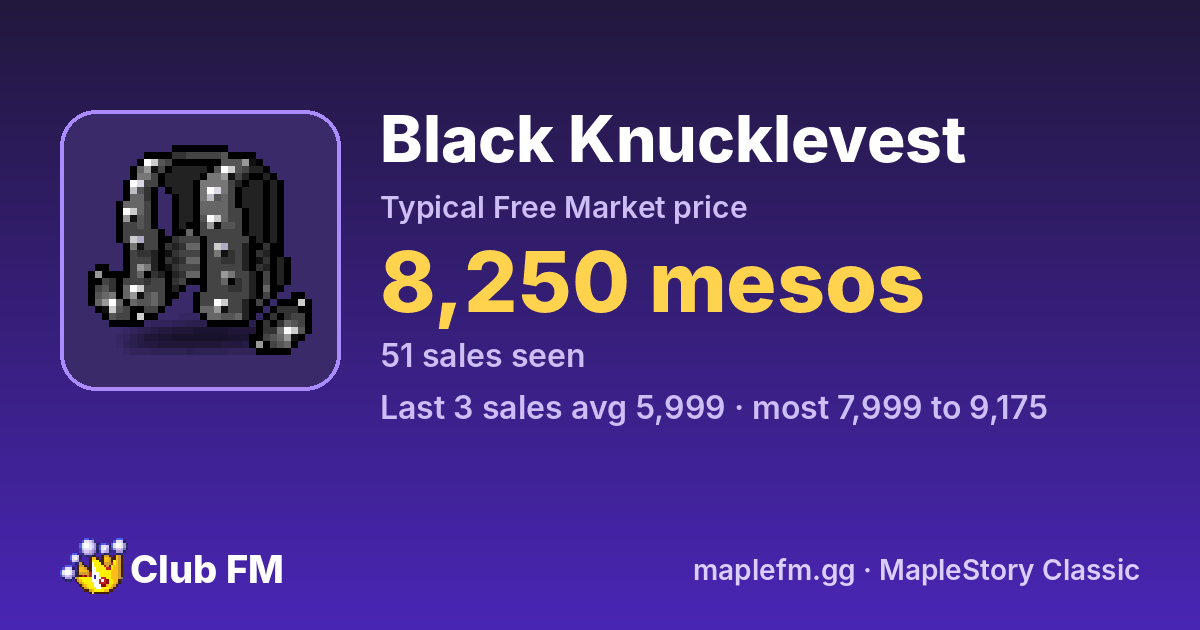 Black Knucklevest
Typical Free Market price
8,250 mesos
51 sales seen
Last 3 sales avg 5,999 · most 7,999 to 9,175
Club FM
maplefm.gg · MapleStory Classic